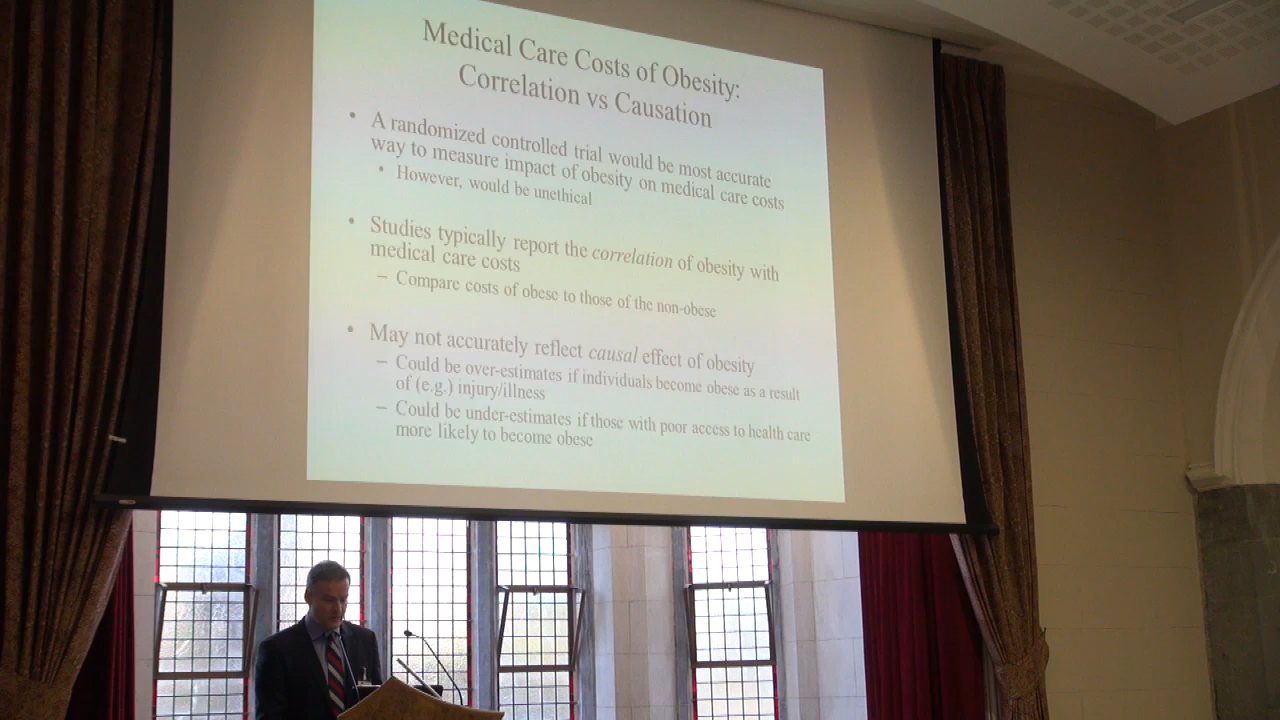 Medical Care Costs of Obesity:
Correlation vs Causation
• A randomized controlled trial would be most accurate
way to measure impact of obesity on medical care costs
• However, would be unethical
• Studies typically report the correlation of obesity with
medical care costs
– Compare costs of obese to those of the non-obese
• May not accurately reflect causal effect of obesity
– Could be over-estimates if individuals become obese as a result
of (e.g.) injury/illness
– Could be under-estimates if those with poor access to health care
more likely to become obese